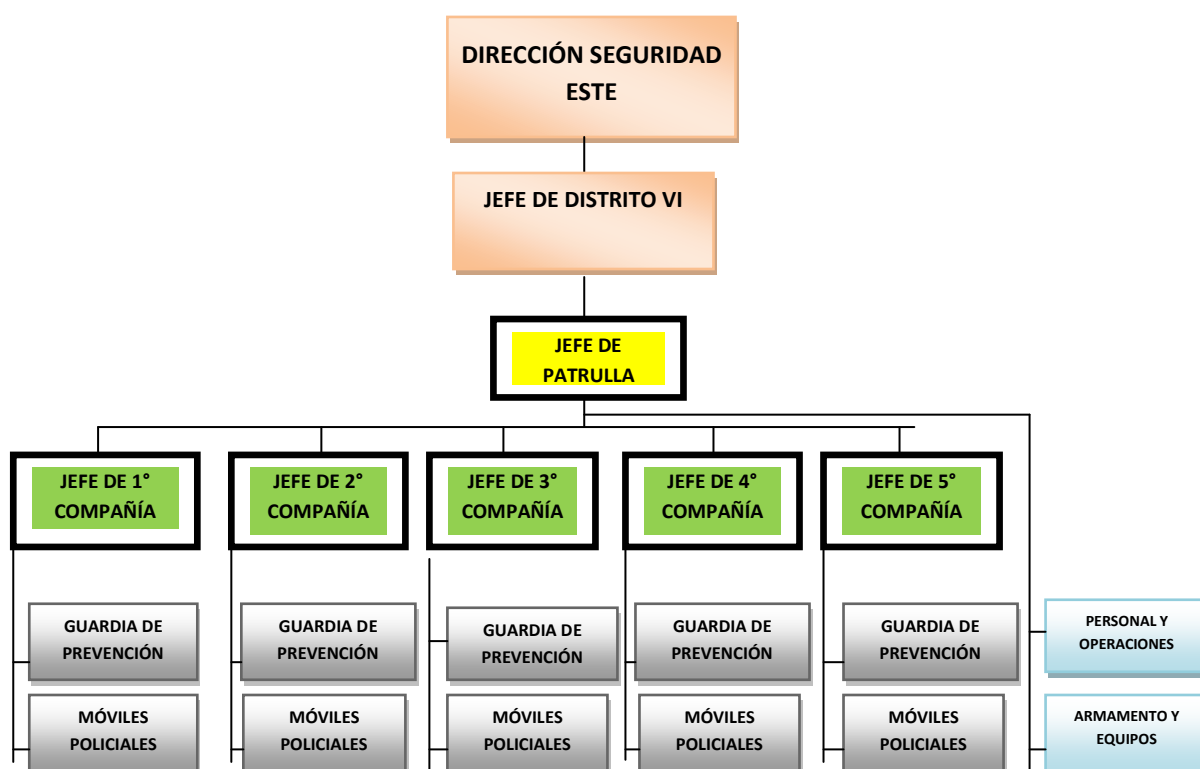 DIRECCIÓN SEGURIDAD
ESTE
JEFE DE DISTRITO VI
JEFE DE
PATRULLA
JEFE DE 1°
COMPAÑÍA
JEFE DE 2°
COMPAÑÍA
JEFE DE 3°
COMPAÑÍA
JEFE DE 4°
COMPAÑÍA
JEFE DE 5°
COMPAÑÍA
GUARDIA DE
PREVENCIÓN
GUARDIA DE
PREVENCIÓN
GUARDIA DE
PREVENCIÓN
GUARDIA DE
PREVENCIÓN
GUARDIA DE
PREVENCIÓN
PERSONAL Y
OPERACIONES
MÓVILES
POLICIALES
MÓVILES
POLICIALES
MÓVILES
POLICIALES
MÓVILES
POLICIALES
MÓVILES
POLICIALES
ARMAMENTO Y
EQUIPOS